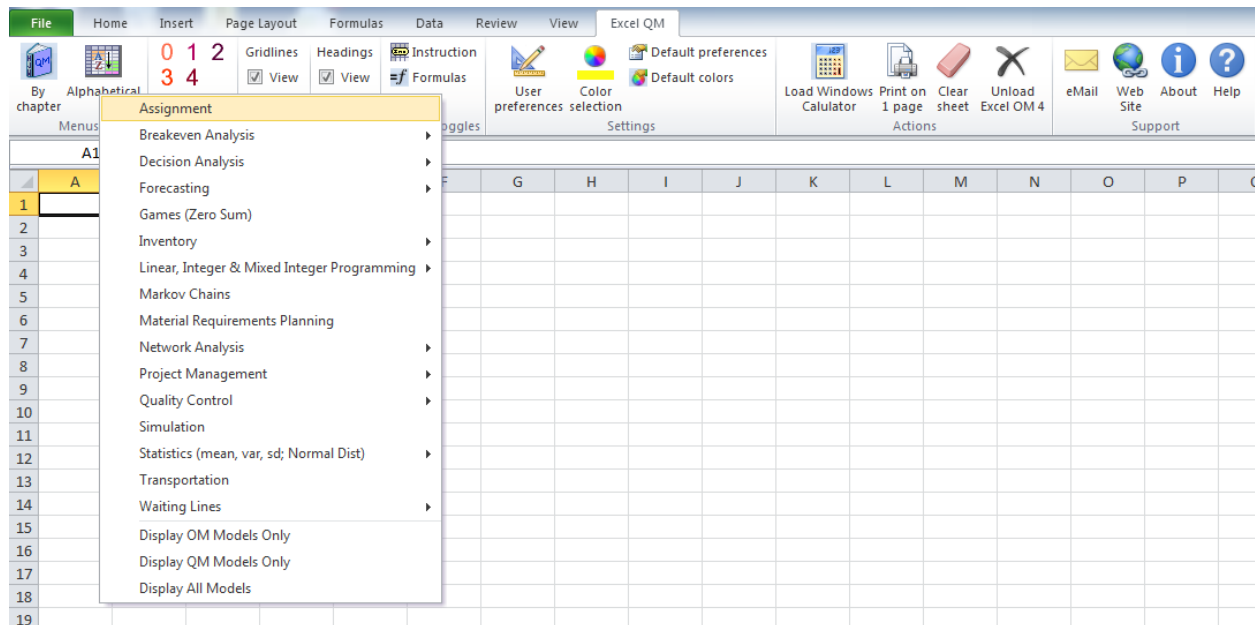 File Home Insert Page Layout Formulas Data Review View Excel QM
QM By chapter
Alphabetical
Menus
0 1 2
3 4
Gridlines Headings Instruction
View View =f Formulas
oggles
User preferences
Color selection
Default preferences
Default colors
Settings
Load Windows Calulator
Print on 1 page
Clear sheet
Unload Excel OM 4
Actions
eMail
Web Site
About
Help
Support
A1
A F G H I J K L M N O P
1
2
3
4
5
6
7
8
9
10
11
12
13
14
15
16
17
18
19
Assignment
Breakeven Analysis
Decision Analysis
Forecasting
Games (Zero Sum)
Inventory
Linear, Integer & Mixed Integer Programming
Markov Chains
Material Requirements Planning
Network Analysis
Project Management
Quality Control
Simulation
Statistics (mean, var, sd; Normal Dist)
Transportation
Waiting Lines
Display OM Models Only
Display QM Models Only
Display All Models